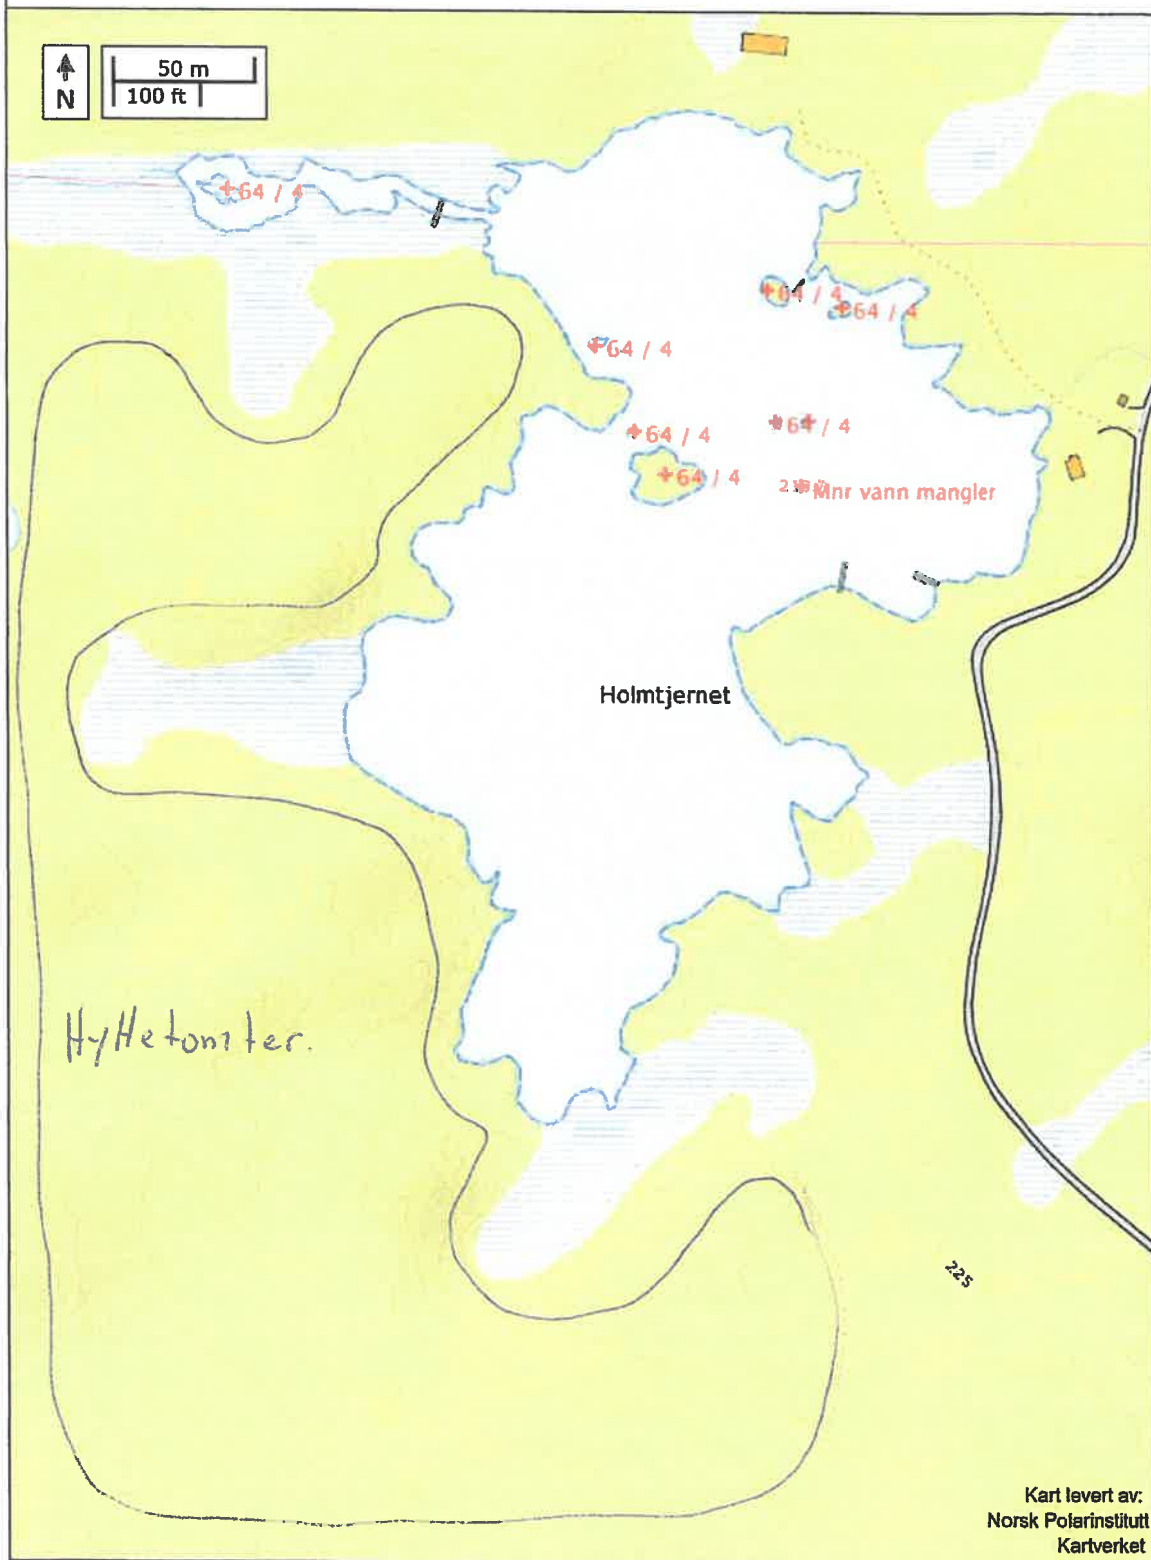 50 m
N
100 ft
64 / 4
64 / 4
64 / 4
64 / 4
64 / 4
64 / 4
64 / 4
Mnr vann mangler
Holmtjernet
Hyttetomter.
225
Kart levert av:
Norsk Polarinstitutt
Kartverket